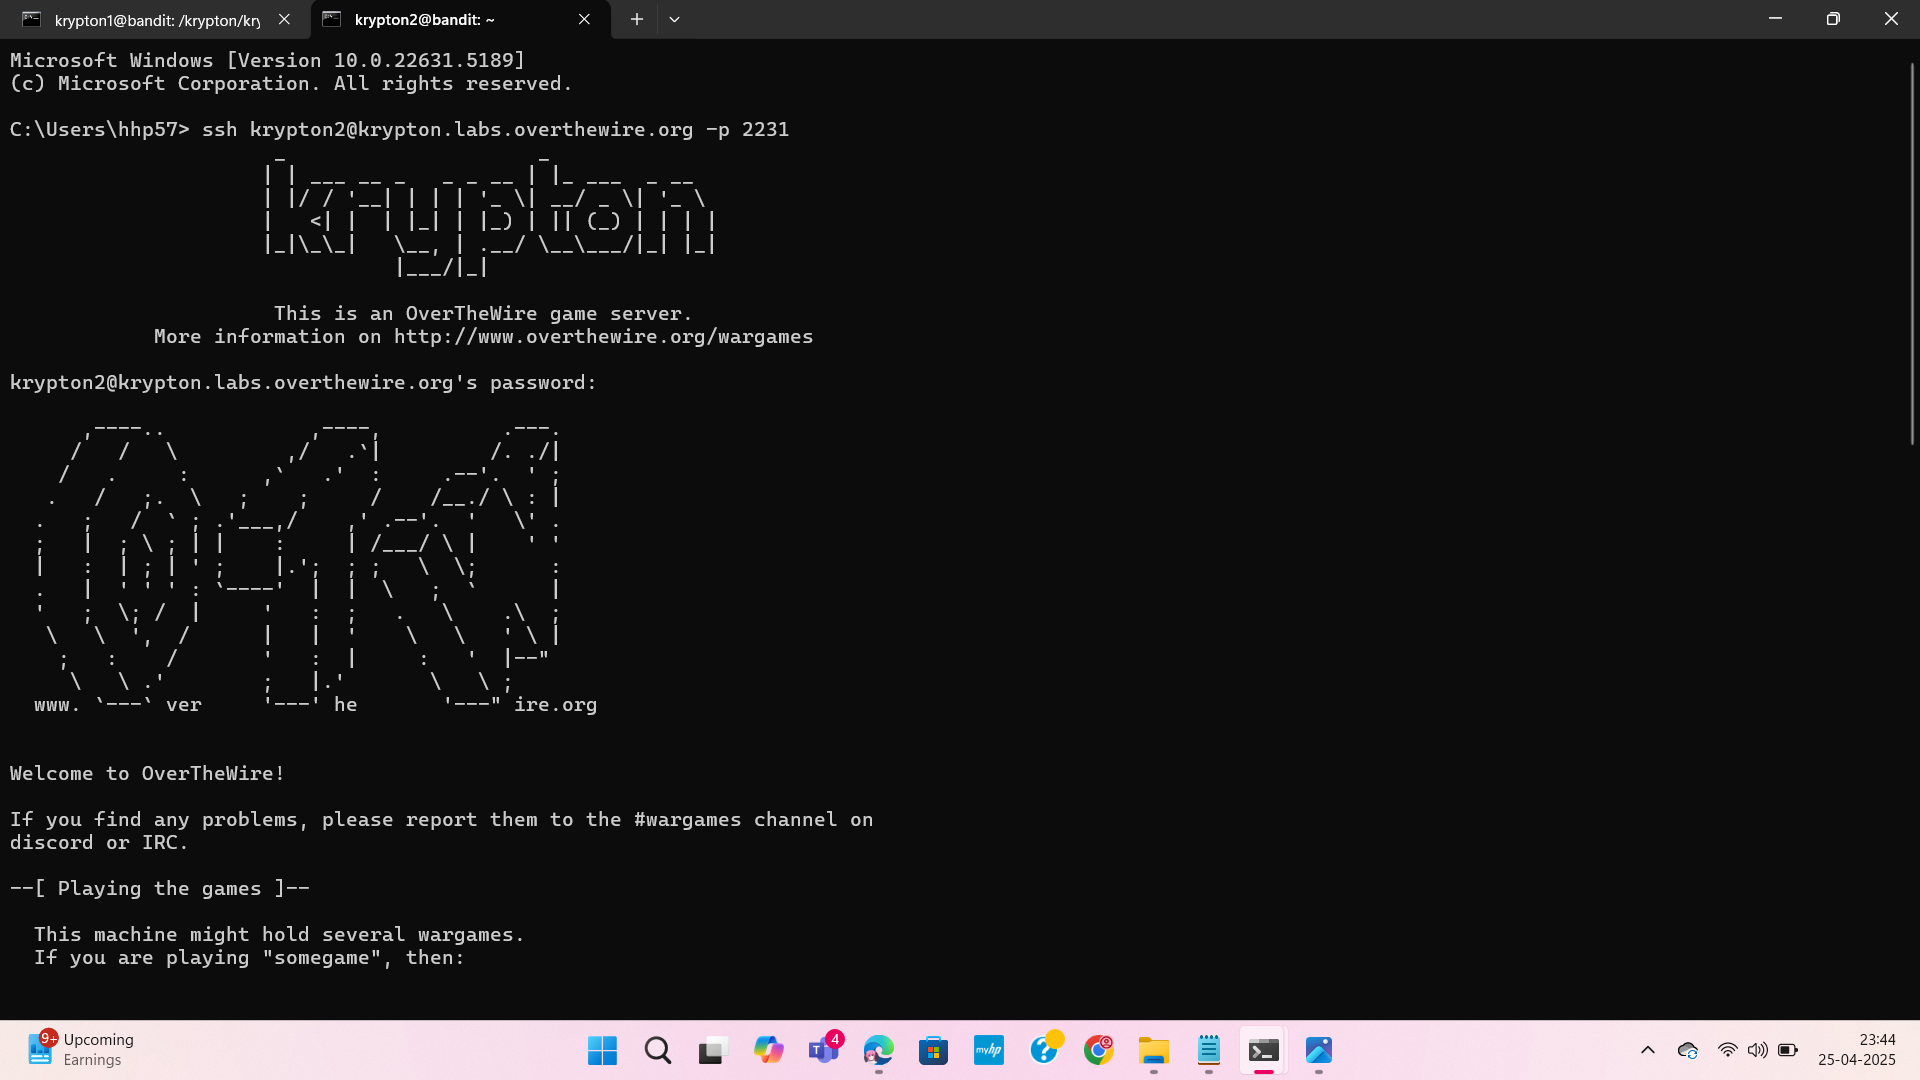 krypton1@bandit: /krypton/kry
krypton2@bandit: ~
Microsoft Windows [Version 10.0.22631.5189]
(c) Microsoft Corporation. All rights reserved.
C:\Users\hhp57> ssh krypton2@krypton.labs.overthewire.org -p 2231
krypton
This is an OverTheWire game server.
More information on http://www.overthewire.org/wargames
krypton2@krypton.labs.overthewire.org's password:
www. `---` ver '---' he '---" ire.org
Welcome to OverTheWire!
If you find any problems, please report them to the #wargames channel on
discord or IRC.
--[ Playing the games ]--
This machine might hold several wargames.
If you are playing "somegame", then:
9+
Upcoming
Earnings
T
4
myhp
23:44
25-04-2025